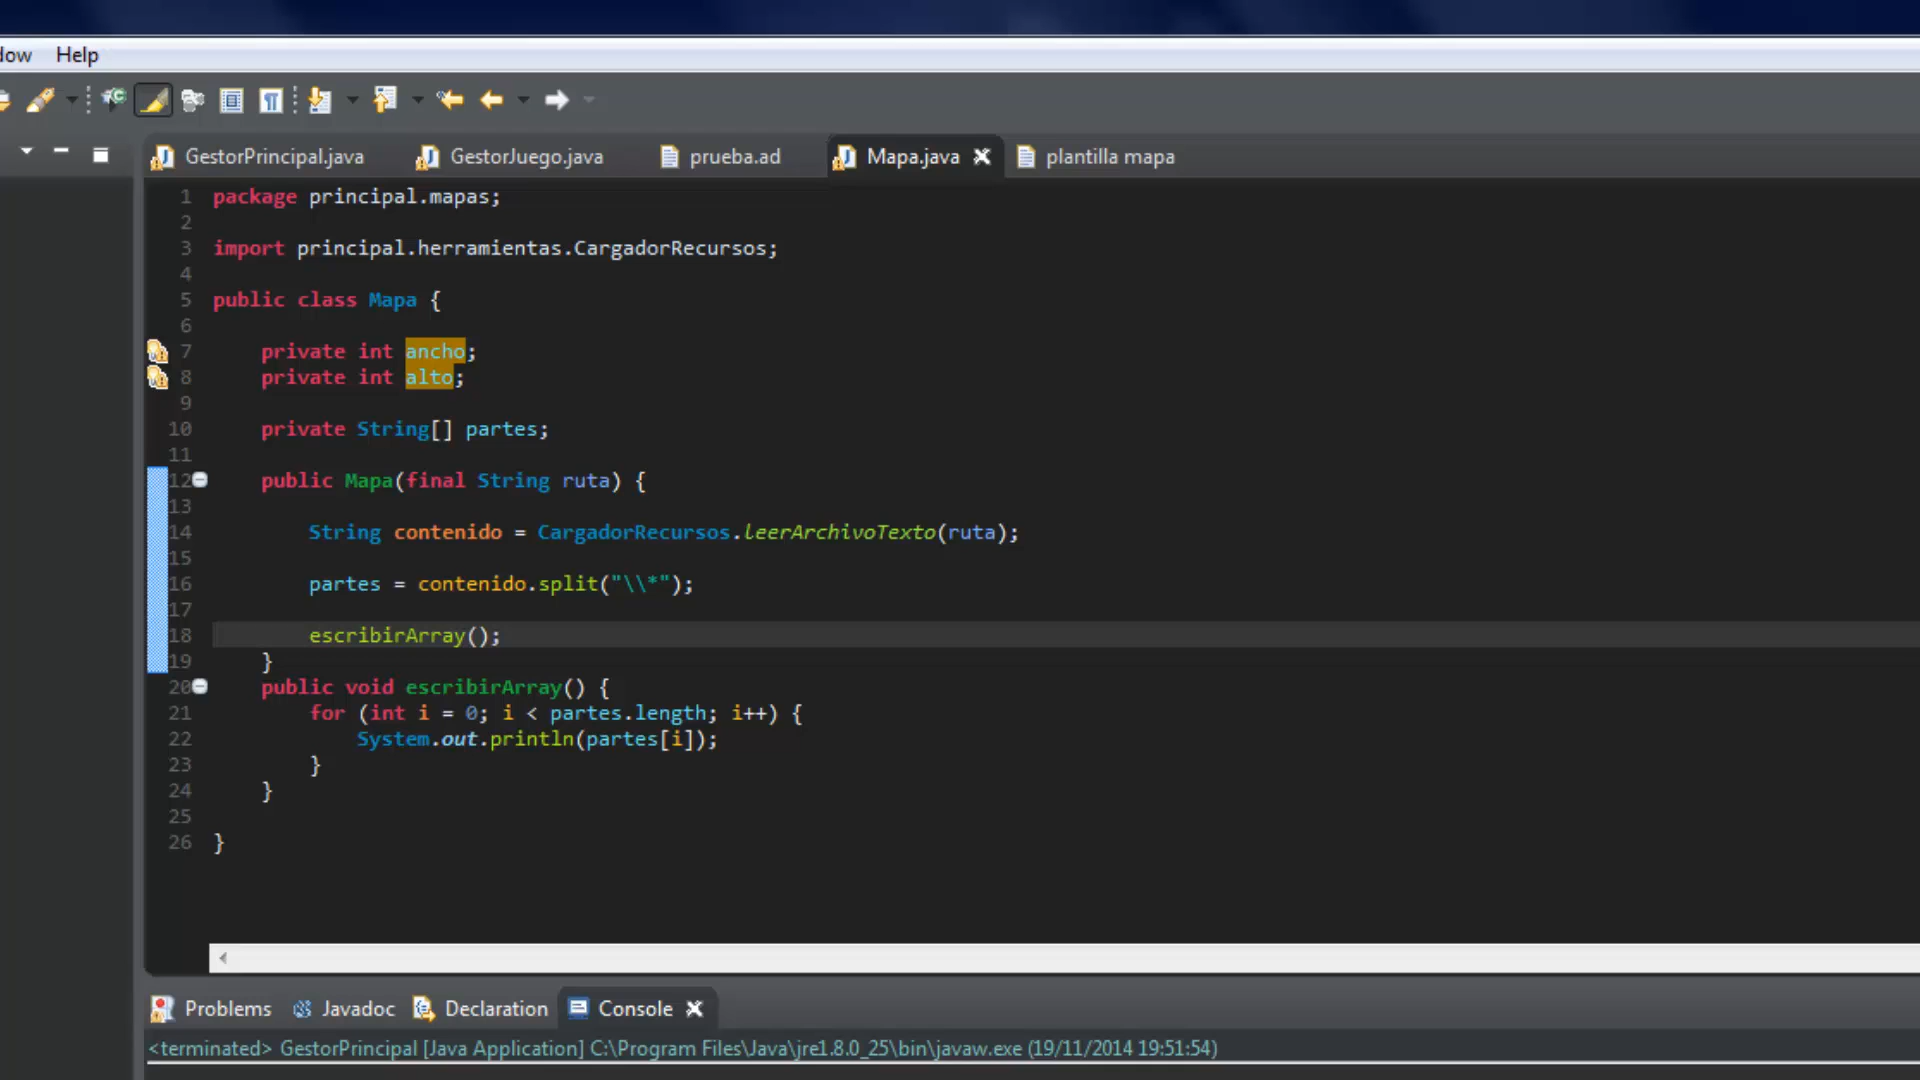 Help
GestorPrincipal.java GestorJuego.java prueba.ad Mapa.java plantilla mapa
1 package principal.mapas;
2
3 import principal.herramientas.CargadorRecursos;
4
5 public class Mapa {
6
7 private int ancho;
8 private int alto;
9
10 private String[] partes;
11
12 public Mapa(final String ruta) {
13
14 String contenido = CargadorRecursos.leerArchivoTexto(ruta);
15
16 partes = contenido.split("\\*");
17
18 escribirArray();
19 }
20 public void escribirArray() {
21 for (int i = 0; i < partes.length; i++) {
22 System.out.println(partes[i]);
23 }
24 }
25
26 }
Problems Javadoc Declaration Console
<terminated> GestorPrincipal [Java Application] C:\Program Files\Java\jre1.8.0_25\bin\javaw.exe (19/11/2014 19:51:54)